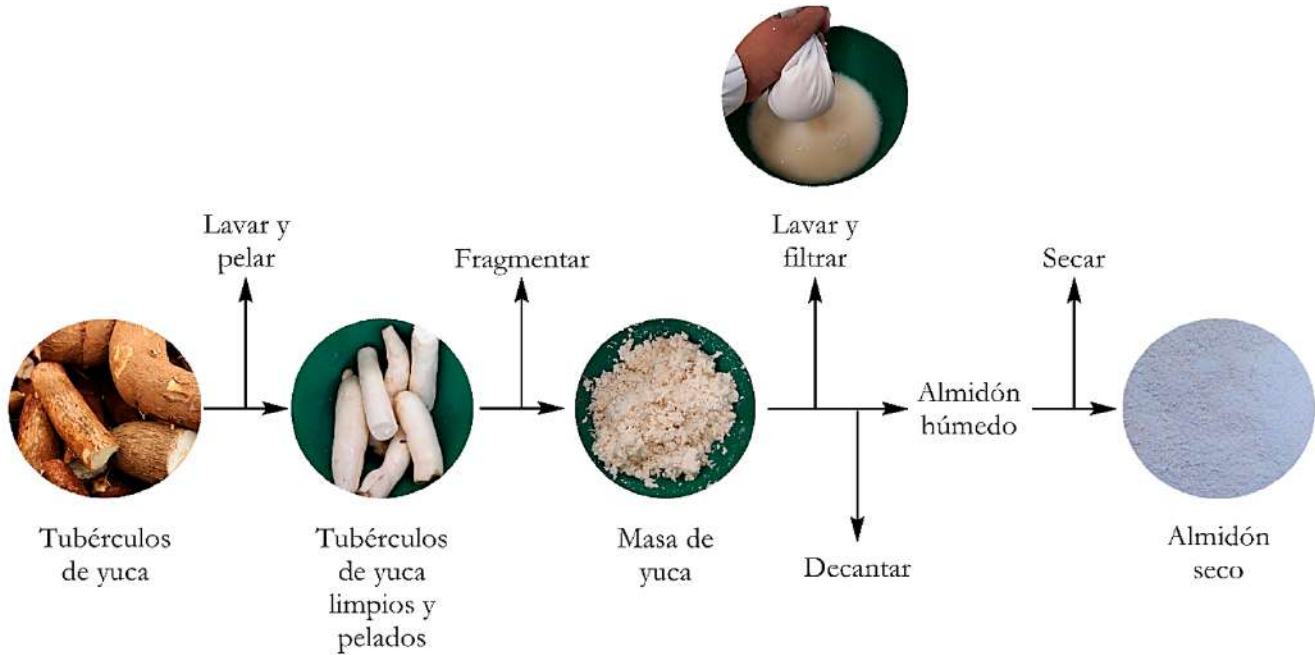 Lavar y
pelar
Fragmentar
Lavar y
filtrar
Secar
Almidón
húmedo
Tubérculos
de yuca
Tubérculos
de yuca
limpios y
pelados
Masa de
yuca
Decantar
Almidón
seco